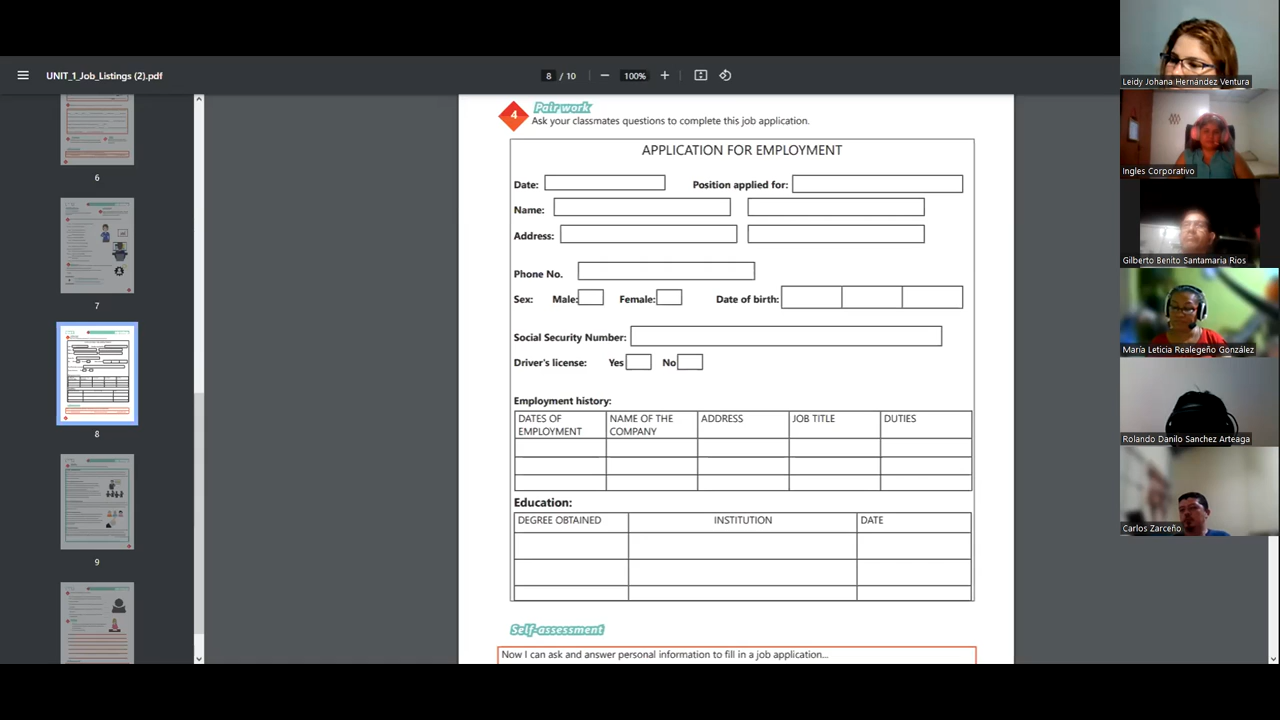 UNIT_1_Job_Listings (2).pdf
8 / 10
100%
6
7
8
9
4
Pair work
Ask your classmates questions to complete this job application.
APPLICATION FOR EMPLOYMENT
Date:
Position applied for:
Name:
Address:
Phone No.
Sex: Male: Female: Date of birth:
Social Security Number:
Driver's license: Yes No
Employment history:
DATES OF EMPLOYMENT
NAME OF THE COMPANY
ADDRESS
JOB TITLE
DUTIES
Education:
DEGREE OBTAINED
INSTITUTION
DATE
Self-assessment
Now I can ask and answer personal information to fill in a job application...
Leidy Johana Hernández Ventura
Ingles Corporativo
Gilberto Benito Santamaria Rios
María Leticia Realegeño González
Rolando Danilo Sanchez Arteaga
Carlos Zarceño